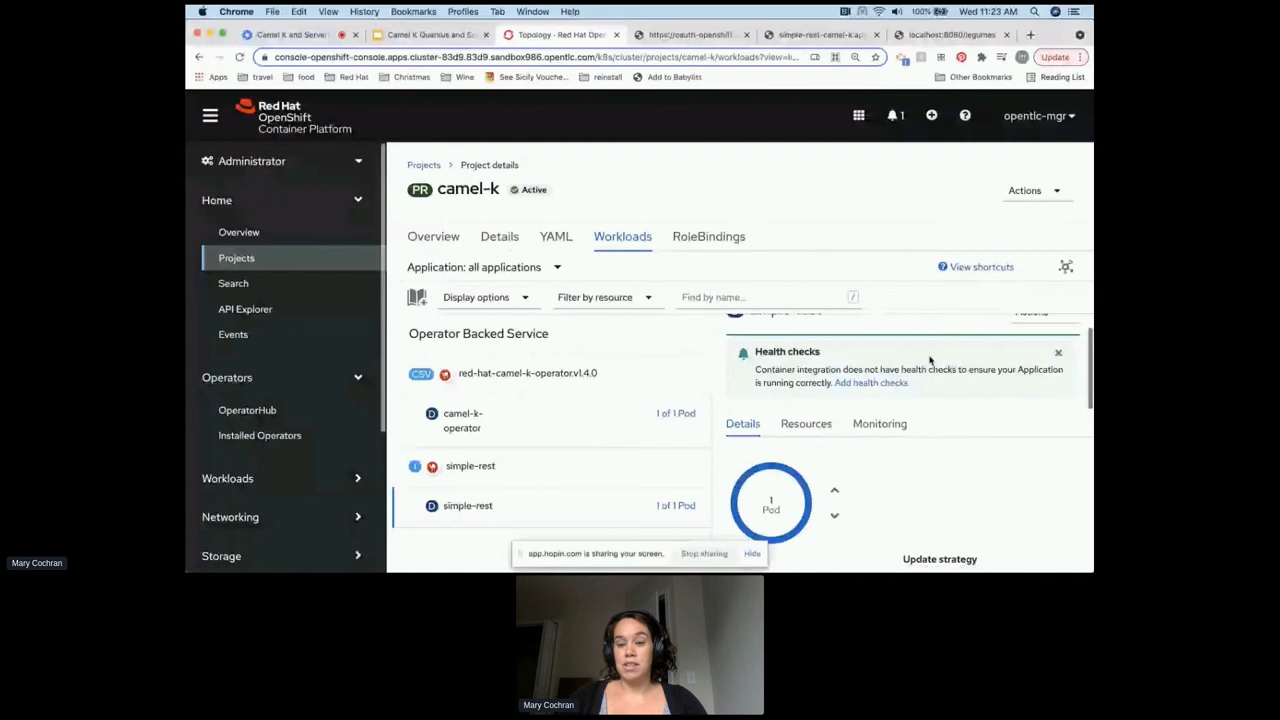 Chrome File Edit View History Bookmarks Profiles Tab Window Help 100% Wed 11:23 AM
Camel K and Server Camel K Quarkus and Sc Topology - Red Hat Ope https://oauth-openshift simple-rest-camel-k.ap localhost:8080/legumes
console-openshift-console.apps.cluster-83d9.83d9.sandbox986.opentlc.com/k8s/cluster/projects/camel-k/workloads?view=l Update
Apps travel food Red Hat Christmas Wine See Sicily Vouche... reinstall Add to Babylist Other Bookmarks Reading List
Red Hat
OpenShift
Container Platform
1 opentlc-mgr
Administrator
Home
Overview
Projects
Search
API Explorer
Events
Operators
OperatorHub
Installed Operators
Workloads
Networking
Storage
Projects > Project details
PR camel-k Active
Actions
Overview Details YAML Workloads RoleBindings
Application: all applications View shortcuts
Display options Filter by resource Find by name... /
Operator Backed Service
CSV red-hat-camel-k-operator.v1.4.0
D camel-k-
operator 1 of 1 Pod
I simple-rest
D simple-rest 1 of 1 Pod
Health checks
Container integration does not have health checks to ensure your Application
is running correctly. Add health checks
Details Resources Monitoring
1
Pod
Update strategy
app.hopin.com is sharing your screen. Stop sharing Hide
Mary Cochran
Mary Cochran